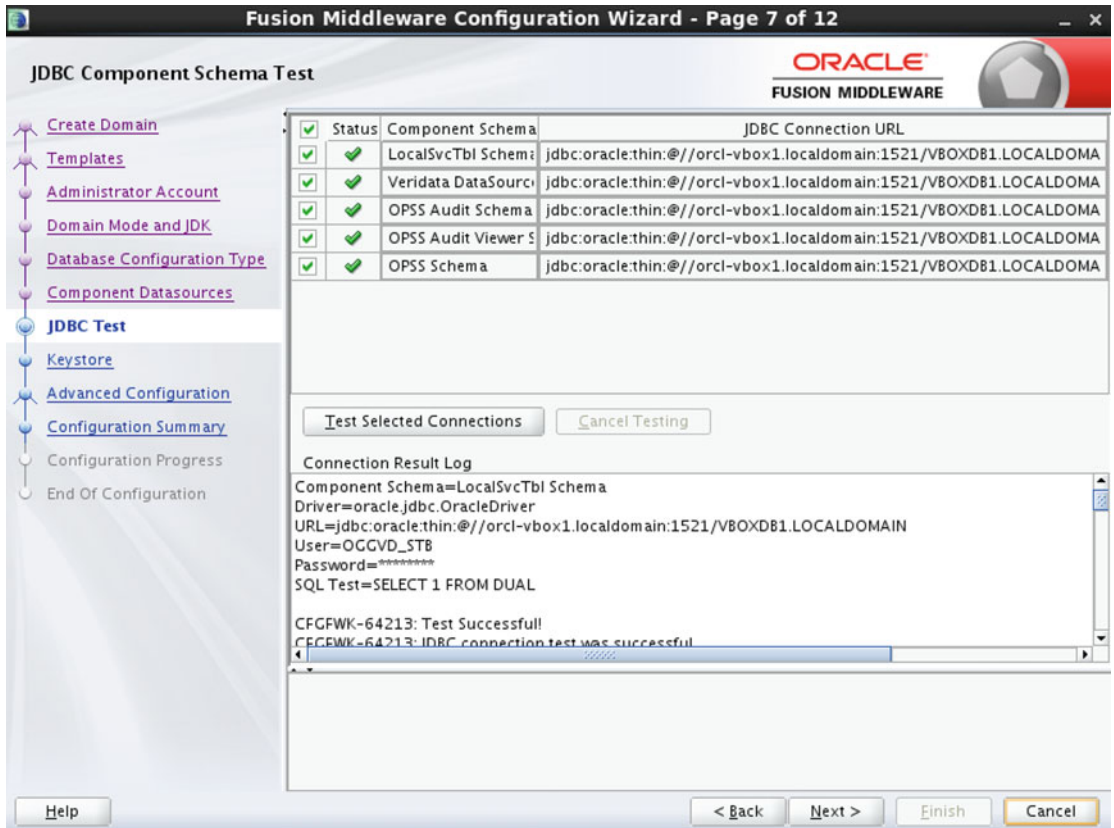 Fusion Middleware Configuration Wizard - Page 7 of 12
JDBC Component Schema Test
ORACLE
FUSION MIDDLEWARE
Create Domain
Templates
Administrator Account
Domain Mode and JDK
Database Configuration Type
Component Datasources
JDBC Test
Keystore
Advanced Configuration
Configuration Summary
Configuration Progress
End Of Configuration
Status Component Schema JDBC Connection URL
LocalSvcTbl Schema jdbc:oracle:thin:@//orcl-vbox1.localdomain:1521/VBOXDB1.LOCALDOMA
Veridata DataSourc jdbc:oracle:thin:@//orcl-vbox1.localdomain:1521/VBOXDB1.LOCALDOMA
OPSS Audit Schema jdbc:oracle:thin:@//orcl-vbox1.localdomain:1521/VBOXDB1.LOCALDOMA
OPSS Audit Viewer S jdbc:oracle:thin:@//orcl-vbox1.localdomain:1521/VBOXDB1.LOCALDOMA
OPSS Schema jdbc:oracle:thin:@//orcl-vbox1.localdomain:1521/VBOXDB1.LOCALDOMA
Test Selected Connections Cancel Testing
Connection Result Log
Component Schema=LocalSvcTbl Schema
Driver=oracle.jdbc.OracleDriver
URL=jdbc:oracle:thin:@//orcl-vbox1.localdomain:1521/VBOXDB1.LOCALDOMAIN
User=OGGVD_STB
Password=********
SQL Test=SELECT 1 FROM DUAL
CFGFWK-64213: Test Successful!
CFGFWK-64213: JDBC connection test was successful
Help < Back Next > Finish Cancel